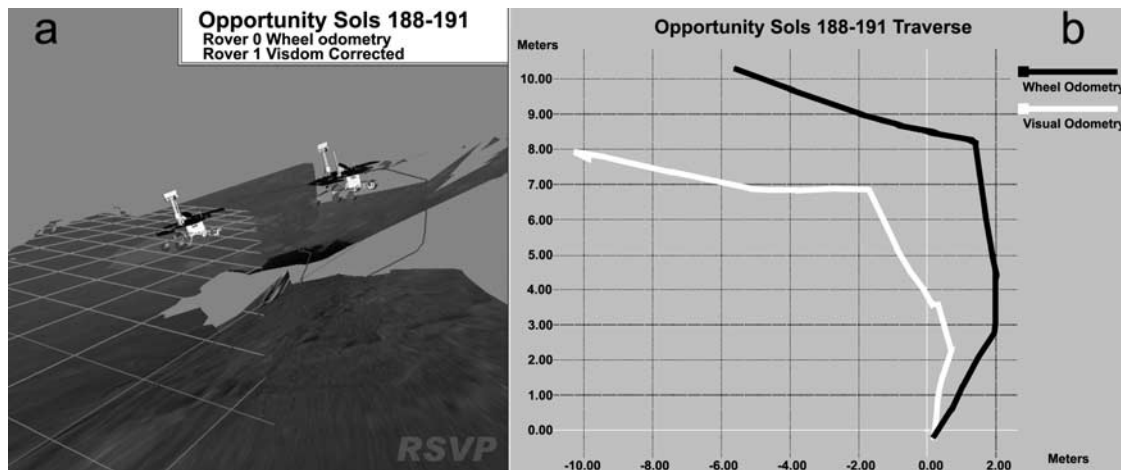 a
Opportunity Sols 188-191
Rover 0 Wheel odometry
Rover 1 Visdom Corrected
RSVP
Opportunity Sols 188-191 Traverse
b
Meters
Wheel Odometry
Visual Odometry
10.00
9.00
8.00
7.00
6.00
5.00
4.00
3.00
2.00
1.00
0.00
-10.00 -8.00 -6.00 -4.00 -2.00 0.00 2.00 Meters